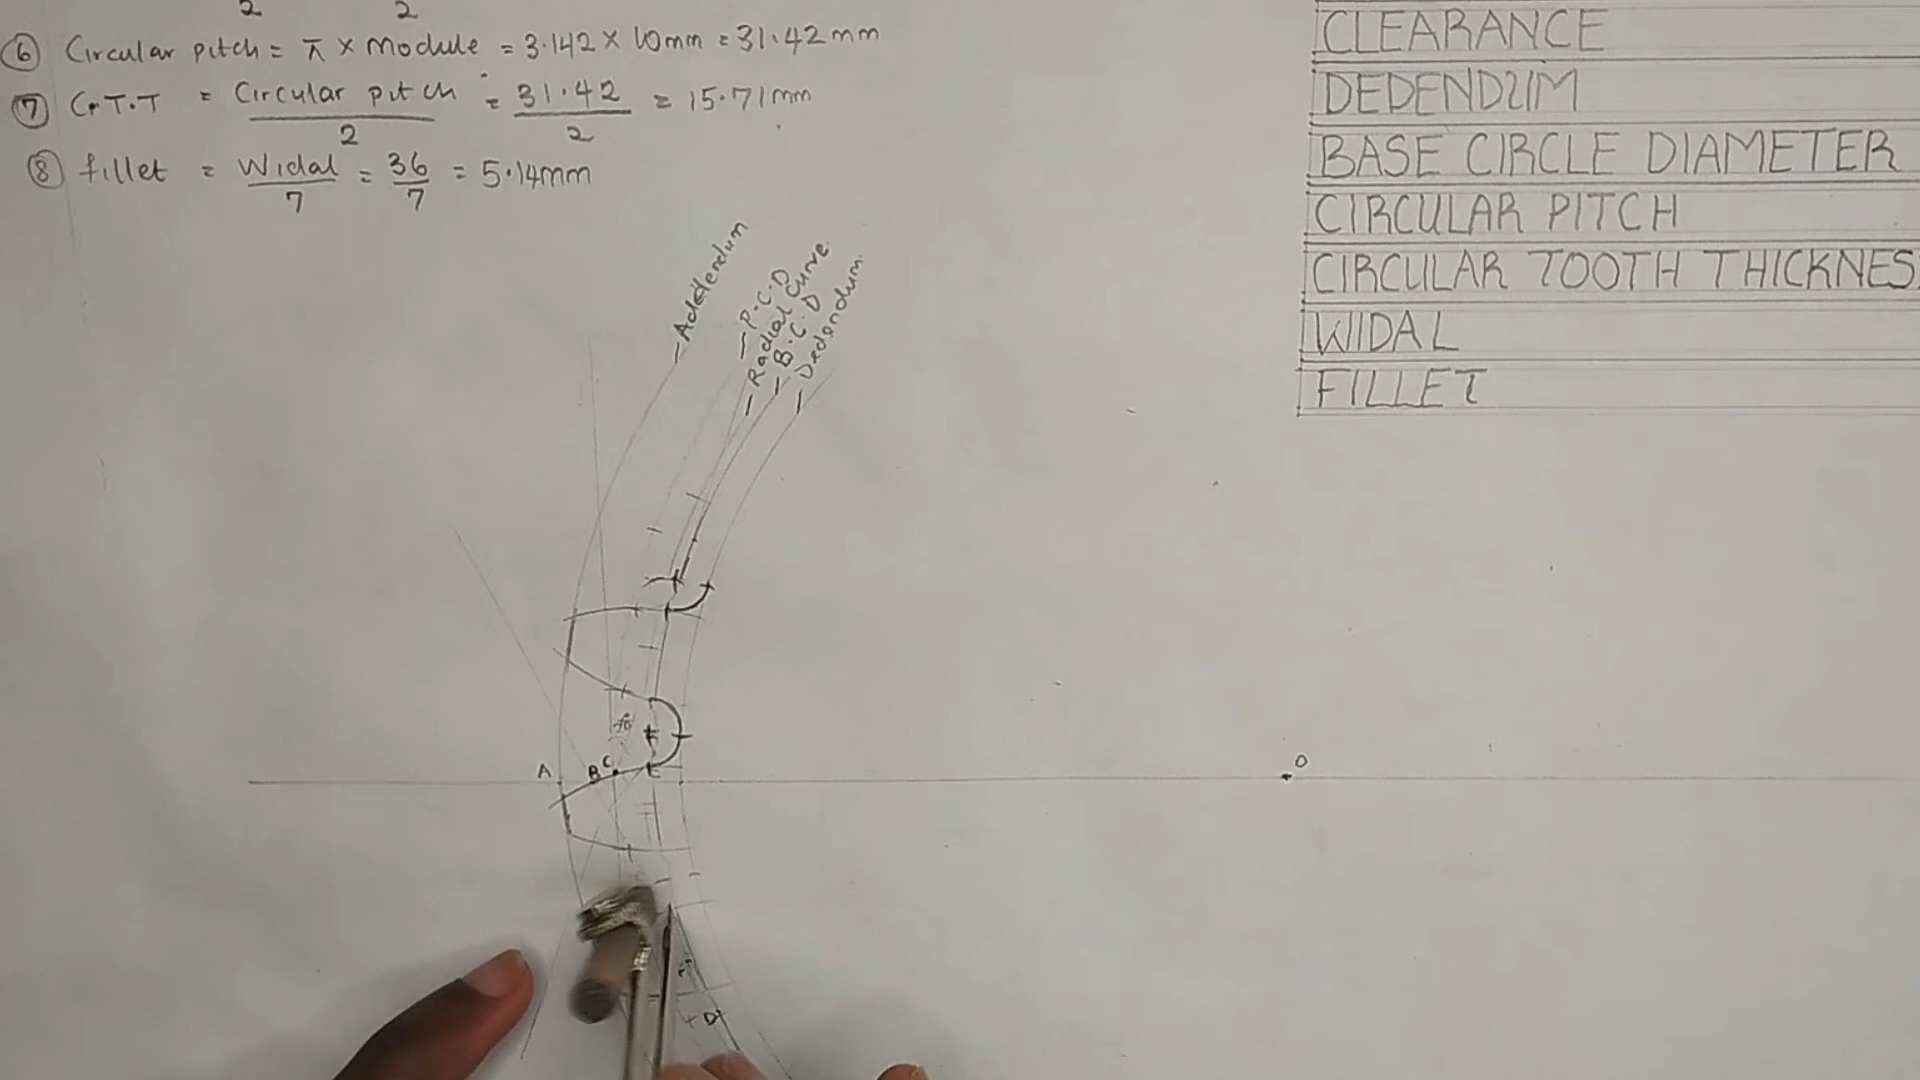 2 2
⑥ Circular pitch = π × module = 3.142 × 10mm = 31.42mm
⑦ C.T.T = Circular pitch / 2 = 31.42 / 2 = 15.71mm
⑧ fillet = Widal / 7 = 36 / 7 = 5.14mm
CLEARANCE
DEDENDUM
BASE CIRCLE DIAMETER
CIRCULAR PITCH
CIRCULAR TOOTH THICKNES
WIDAL
FILLET
Addendum
P.C.D
Radial Curve
B.C.D
Dedendum
A B C E
O
D